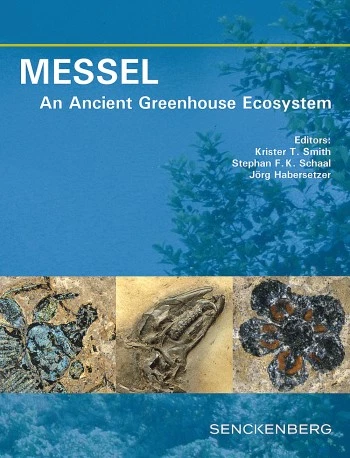 MESSEL
An Ancient Greenhouse Ecosystem
Editors:
Krister T. Smith
Stephan F. K. Schaal
Jörg Habersetzer
SENCKENBERG